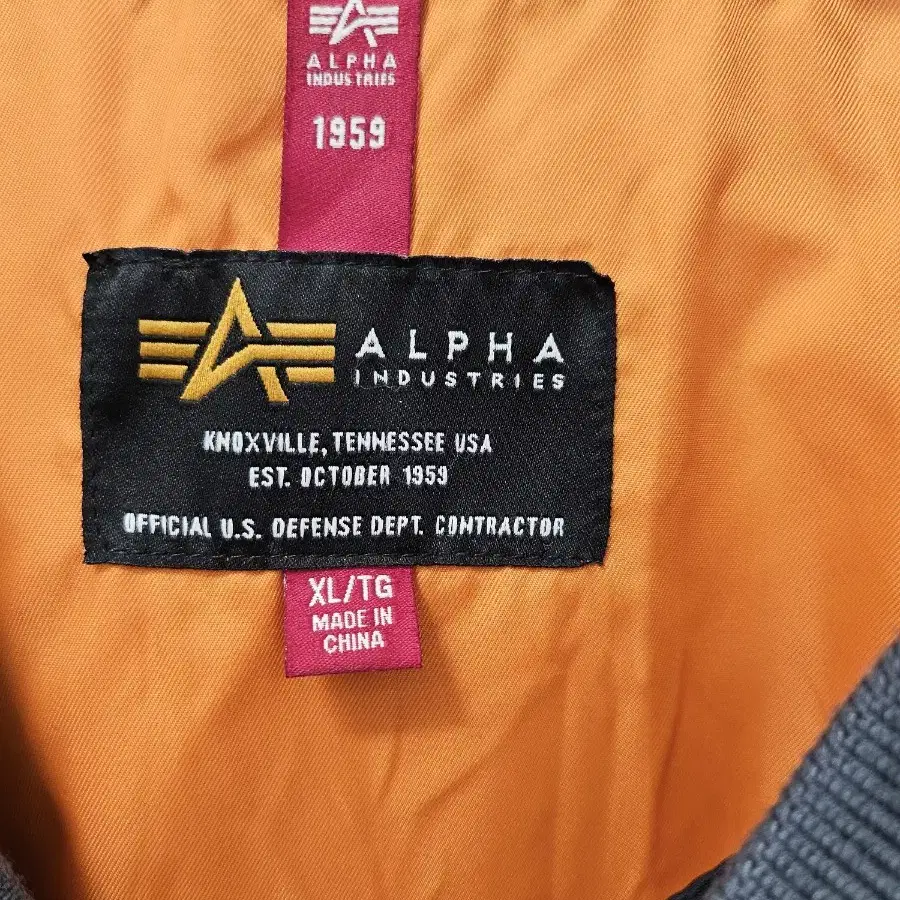 ALPHA
INDUSTRIES
1959
ALPHA
INDUSTRIES
KNOXVILLE, TENNESSEE USA
EST. OCTOBER 1959
OFFICIAL U.S. DEFENSE DEPT. CONTRACTOR
XL/TG
MADE IN
CHINA